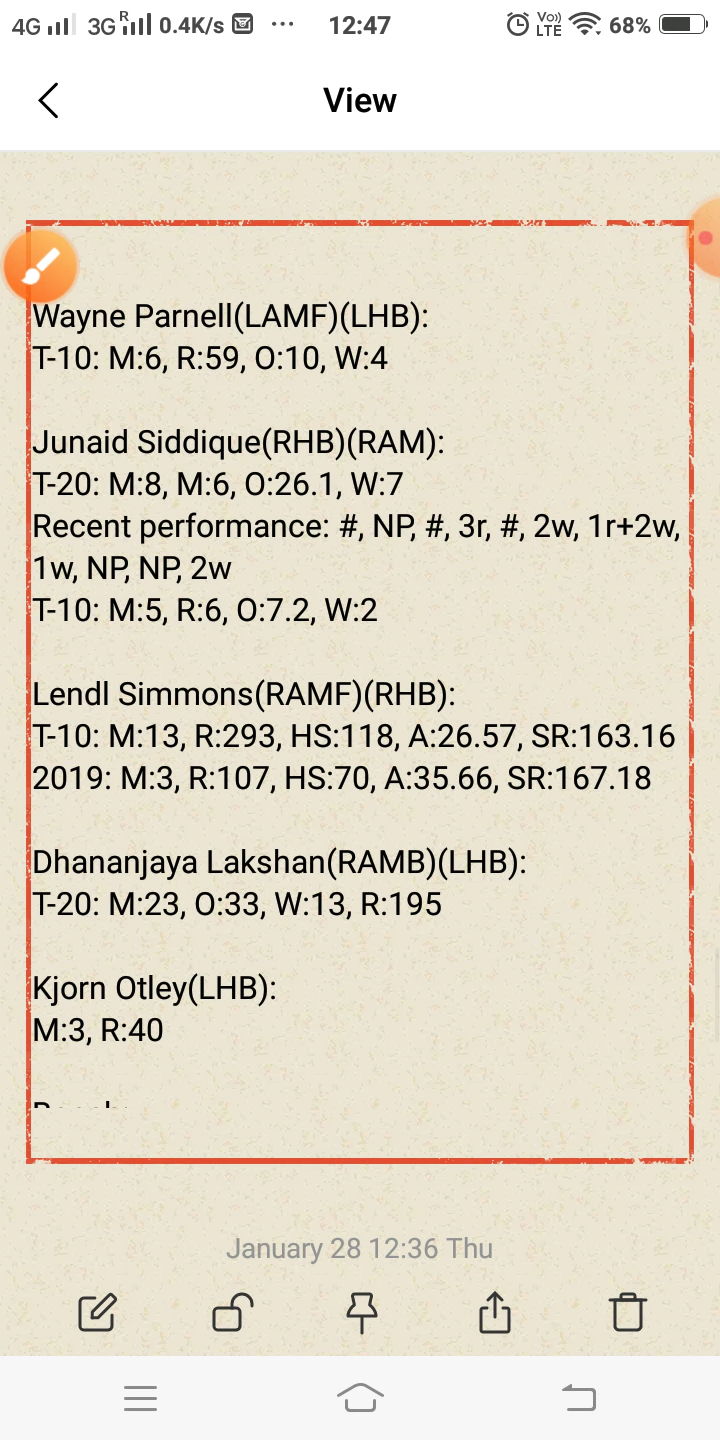 4G 3G R 0.4K/s ... 12:47 Vo)) LTE 68%
View
Wayne Parnell(LAMF)(LHB):
T-10: M:6, R:59, O:10, W:4
Junaid Siddique(RHB)(RAM):
T-20: M:8, M:6, O:26.1, W:7
Recent performance: #, NP, #, 3r, #, 2w, 1r+2w,
1w, NP, NP, 2w
T-10: M:5, R:6, O:7.2, W:2
Lendl Simmons(RAMF)(RHB):
T-10: M:13, R:293, HS:118, A:26.57, SR:163.16
2019: M:3, R:107, HS:70, A:35.66, SR:167.18
Dhananjaya Lakshan(RAMB)(LHB):
T-20: M:23, O:33, W:13, R:195
Kjorn Otley(LHB):
M:3, R:40
January 28 12:36 Thu